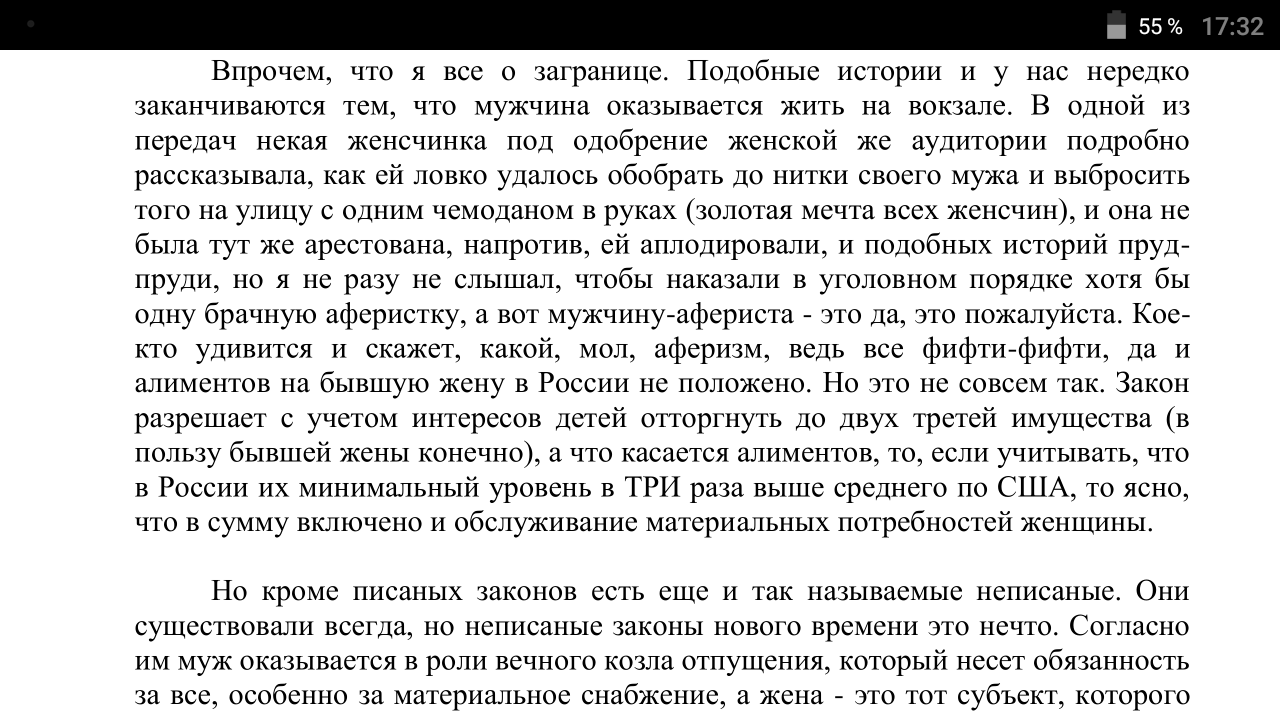 55 % 17:32
Впрочем, что я все о загранице. Подобные истории и у нас нередко
заканчиваются тем, что мужчина оказывается жить на вокзале. В одной из
передач некая женсчинка под одобрение женской же аудитории подробно
рассказывала, как ей ловко удалось обобрать до нитки своего мужа и выбросить
того на улицу с одним чемоданом в руках (золотая мечта всех женсчин), и она не
была тут же арестована, напротив, ей аплодировали, и подобных историй пруд-
пруди, но я не разу не слышал, чтобы наказали в уголовном порядке хотя бы
одну брачную аферистку, а вот мужчину-афериста - это да, это пожалуйста. Кое-
кто удивится и скажет, какой, мол, аферизм, ведь все фифти-фифти, да и
алиментов на бывшую жену в России не положено. Но это не совсем так. Закон
разрешает с учетом интересов детей отторгнуть до двух третей имущества (в
пользу бывшей жены конечно), а что касается алиментов, то, если учитывать, что
в России их минимальный уровень в ТРИ раза выше среднего по США, то ясно,
что в сумму включено и обслуживание материальных потребностей женщины.
Но кроме писаных законов есть еще и так называемые неписаные. Они
существовали всегда, но неписаные законы нового времени это нечто. Согласно
им муж оказывается в роли вечного козла отпущения, который несет обязанность
за все, особенно за материальное снабжение, а жена - это тот субъект, которого